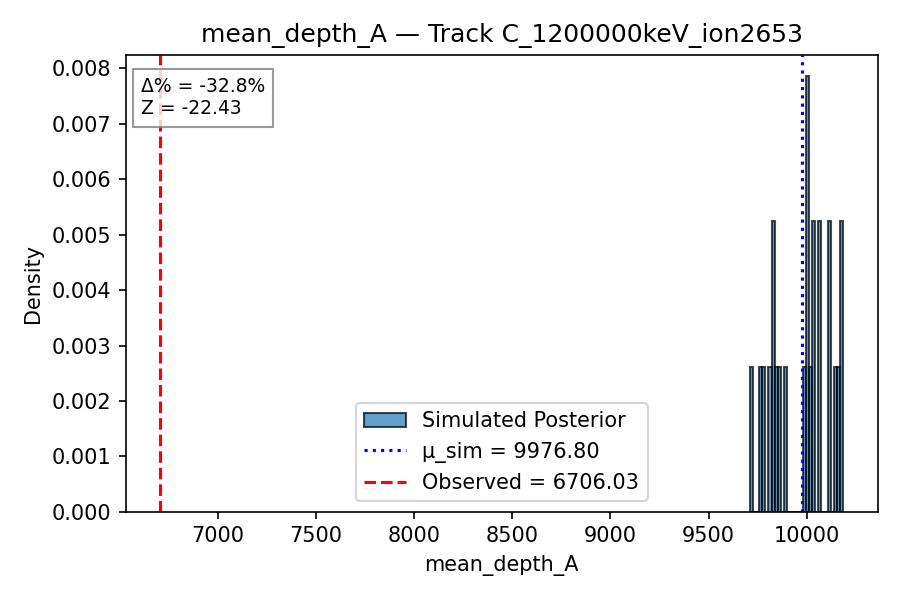 mean_depth_A — Track C_1200000keV_ion2653
Δ% = -32.8%
Z = -22.43
Density
0.008
0.007
0.006
0.005
0.004
0.003
0.002
0.001
0.000
Simulated Posterior
μ_sim = 9976.80
Observed = 6706.03
7000 7500 8000 8500 9000 9500 10000
mean_depth_A